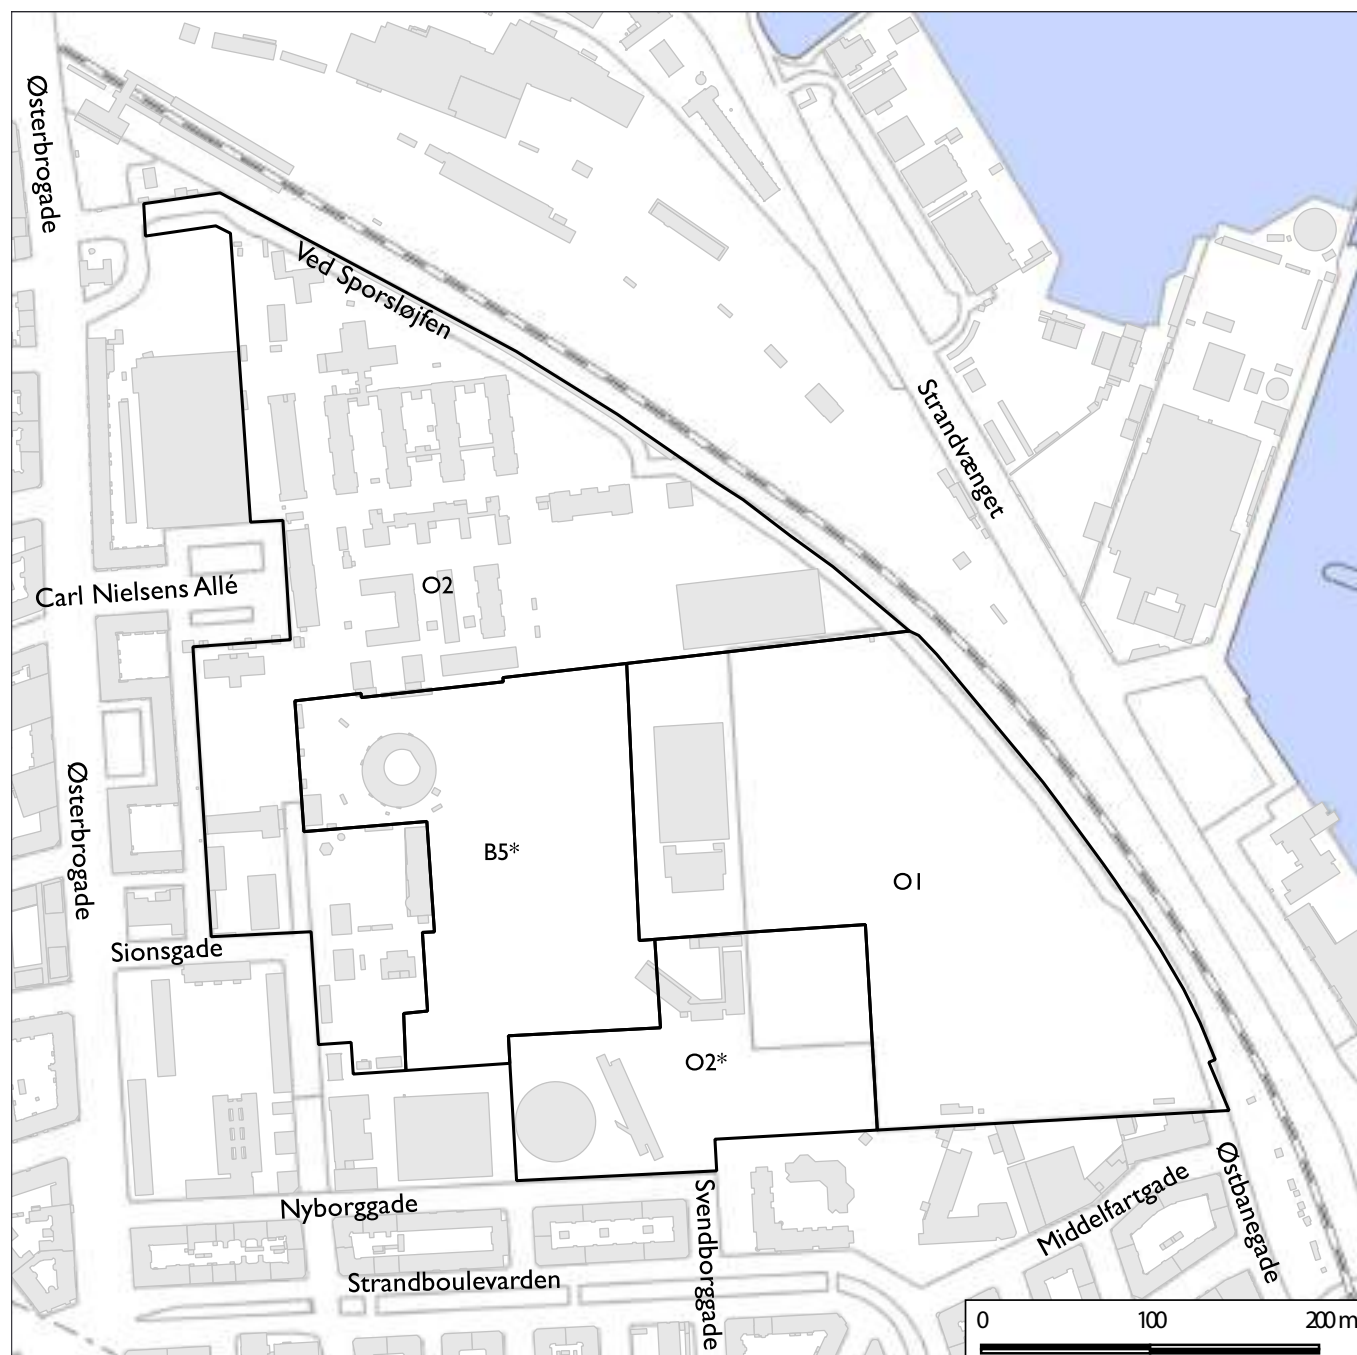 Østerbrogade
Ved Sporsløjfen
Strandvænget
Carl Nielsens Allé
O2
Østerbrogade
B5*
O1
Sionsgade
O2*
Nyborggade
Svendborggade
Middelfartgade
Østbanegade
Strandboulevarden
0 100 200 m